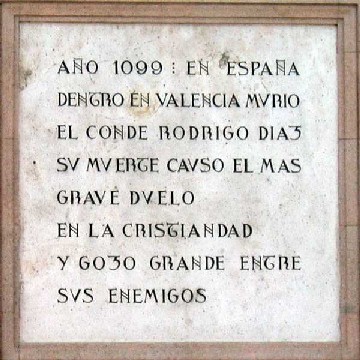 AÑO 1099: EN ESPAÑA
DENTRO EN VALENCIA MVRIO
EL CONDE RODRIGO DIAZ
SV MVERTE CAVSO EL MAS
GRAVE DVELO
EN LA CRISTIANDAD
Y GOZO GRANDE ENTRE
SVS ENEMIGOS